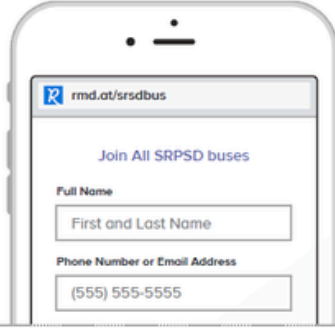 rmd.at/srsdbus
Join All SRPSD buses
Full Name
First and Last Name
Phone Number or Email Address
(555) 555-5555